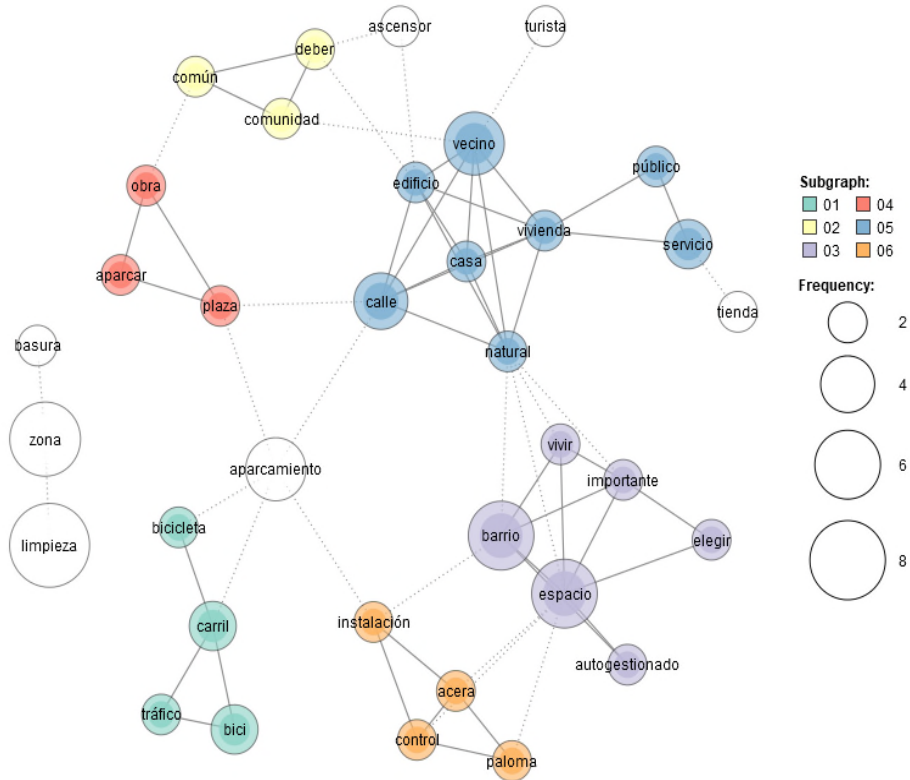 ascensor
turista
deber
común
comunidad
vecino
público
obra
edificio
vivienda
servicio
casa
aparcar
plaza
calle
tienda
basura
natural
zona
vivir
aparcamiento
importante
bicicleta
barrio
elegir
limpieza
espacio
carril
instalación
autogestionado
acera
tráfico
bici
control
paloma
Subgraph:
01 04
02 05
03 06
Frequency:
2
4
6
8